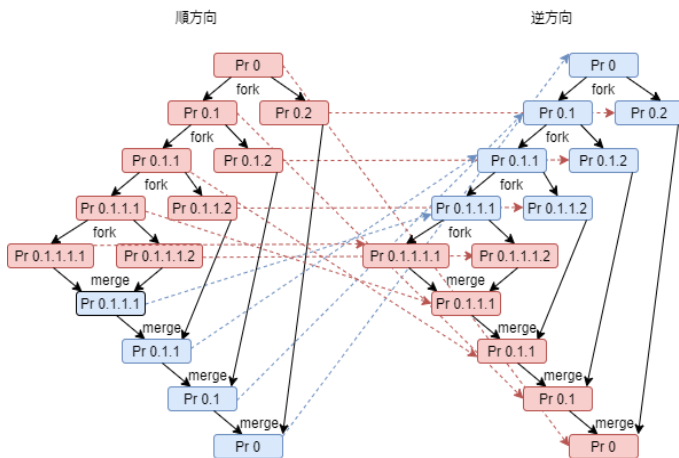 順方向 逆方向
Pr 0 Pr 0
fork fork
Pr 0.1 Pr 0.2 Pr 0.1 Pr 0.2
fork fork
Pr 0.1.1 Pr 0.1.2 Pr 0.1.1 Pr 0.1.2
fork fork
Pr 0.1.1.1 Pr 0.1.1.2 Pr 0.1.1.1 Pr 0.1.1.2
fork fork
Pr 0.1.1.1.1 Pr 0.1.1.1.2 Pr 0.1.1.1.1 Pr 0.1.1.1.2
merge merge
Pr 0.1.1.1 Pr 0.1.1.1
merge merge
Pr 0.1.1 Pr 0.1.1
merge merge
Pr 0.1 Pr 0.1
merge merge
Pr 0 Pr 0